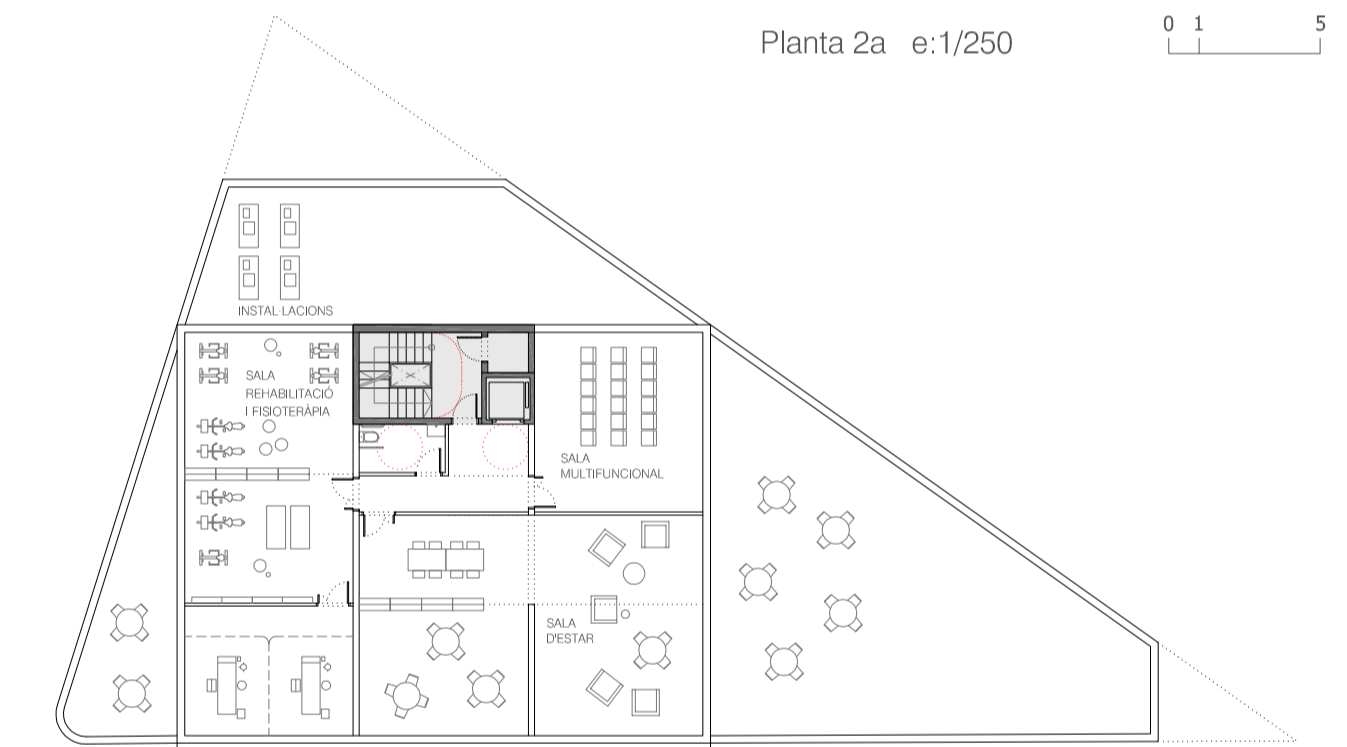 Planta 2a e:1/250
0 1 5
INSTAL·LACIONS
SALA
REHABILITACIÓ
I FISIOTERÀPIA
SALA
MULTIFUNCIONAL
SALA
D'ESTAR